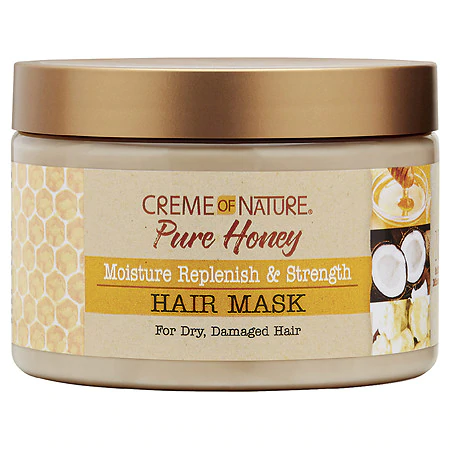 CREME OF NATURE®
Pure Honey
Moisture Replenish & Strength
HAIR MASK
For Dry, Damaged Hair